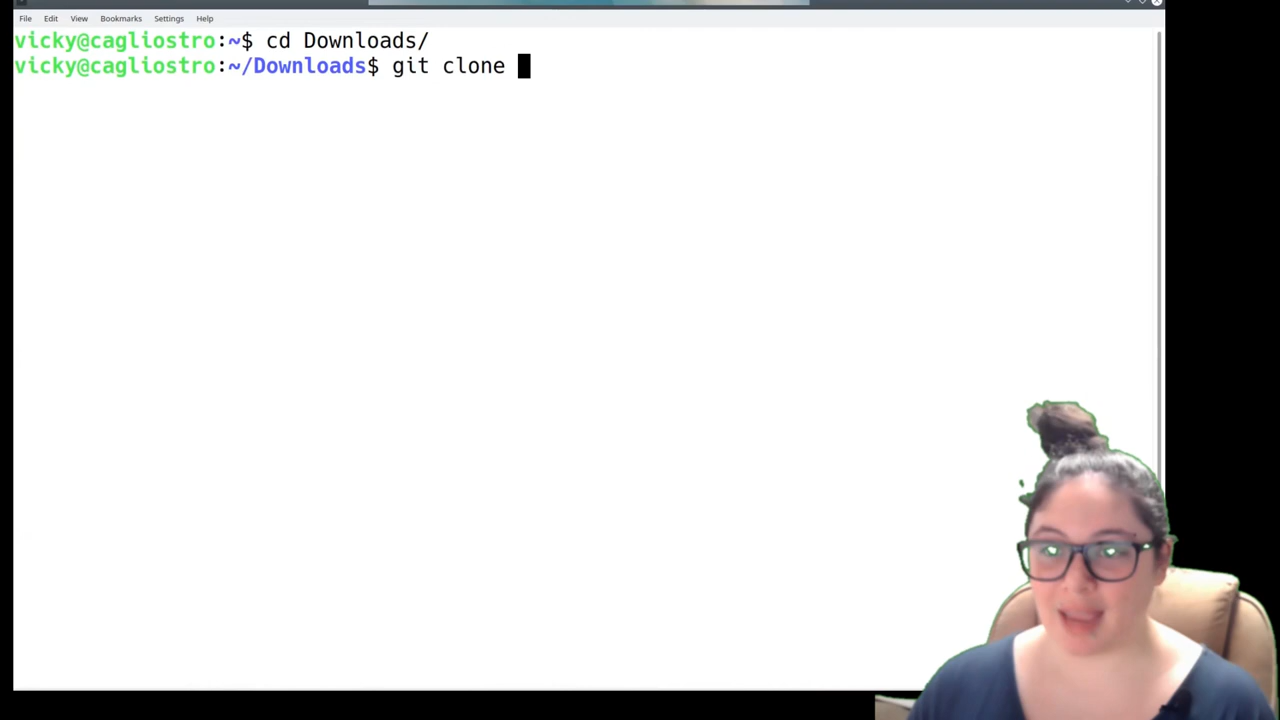 File Edit View Bookmarks Settings Help
vicky@cagliostro:~$ cd Downloads/
vicky@cagliostro:~/Downloads$ git clone